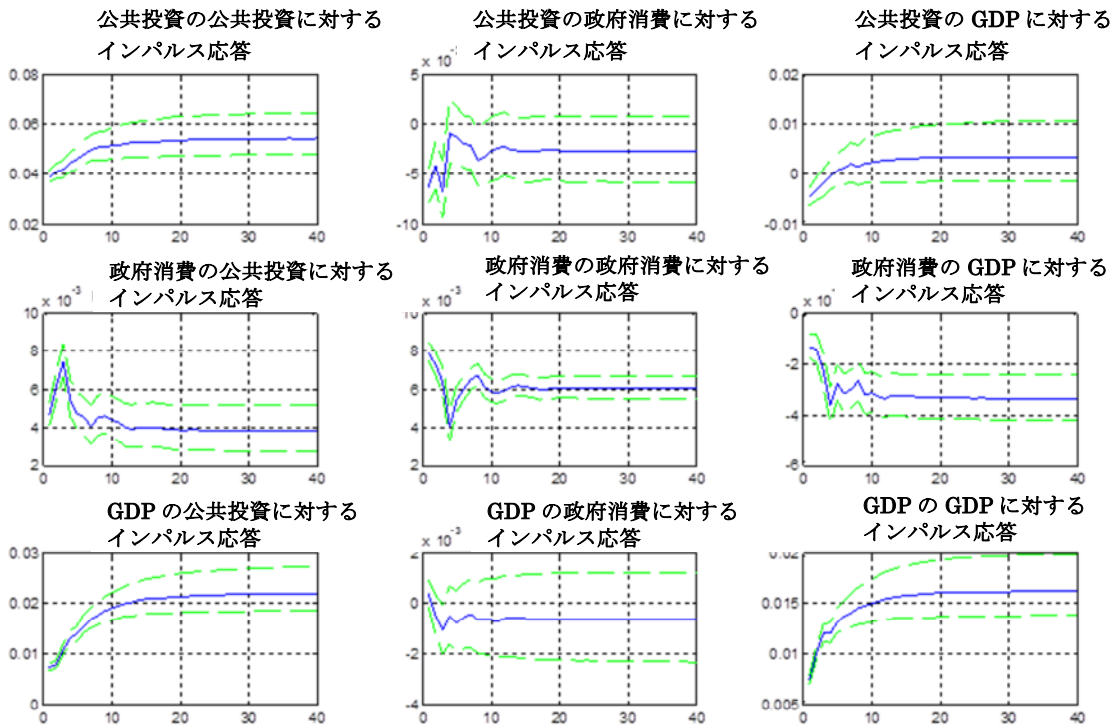 公共投資の公共投資に対する
インパルス応答
0.08
0.06
0.04
0.02
0 10 20 30 40
公共投資の政府消費に対する
インパルス応答
5
0
-5
-10
0 10 20 30 40
公共投資の GDP に対する
インパルス応答
0.02
0.01
0
-0.01
0 10 20 30 40
政府消費の公共投資に対する
インパルス応答
x 10⁻³
10
8
6
4
2
0 10 20 30 40
政府消費の政府消費に対する
インパルス応答
10⁻³
8
6
4
2
0 10 20 30 40
政府消費の GDP に対する
インパルス応答
0
-2
-4
-6
0 10 20 30 40
GDP の公共投資に対する
インパルス応答
0.03
0.02
0.01
0
0 10 20 30 40
GDP の政府消費に対する
インパルス応答
x 10⁻³
2
0
-2
-4
0 10 20 30 40
GDP の GDP に対する
インパルス応答
0.02
0.015
0.01
0.005
0 10 20 30 40